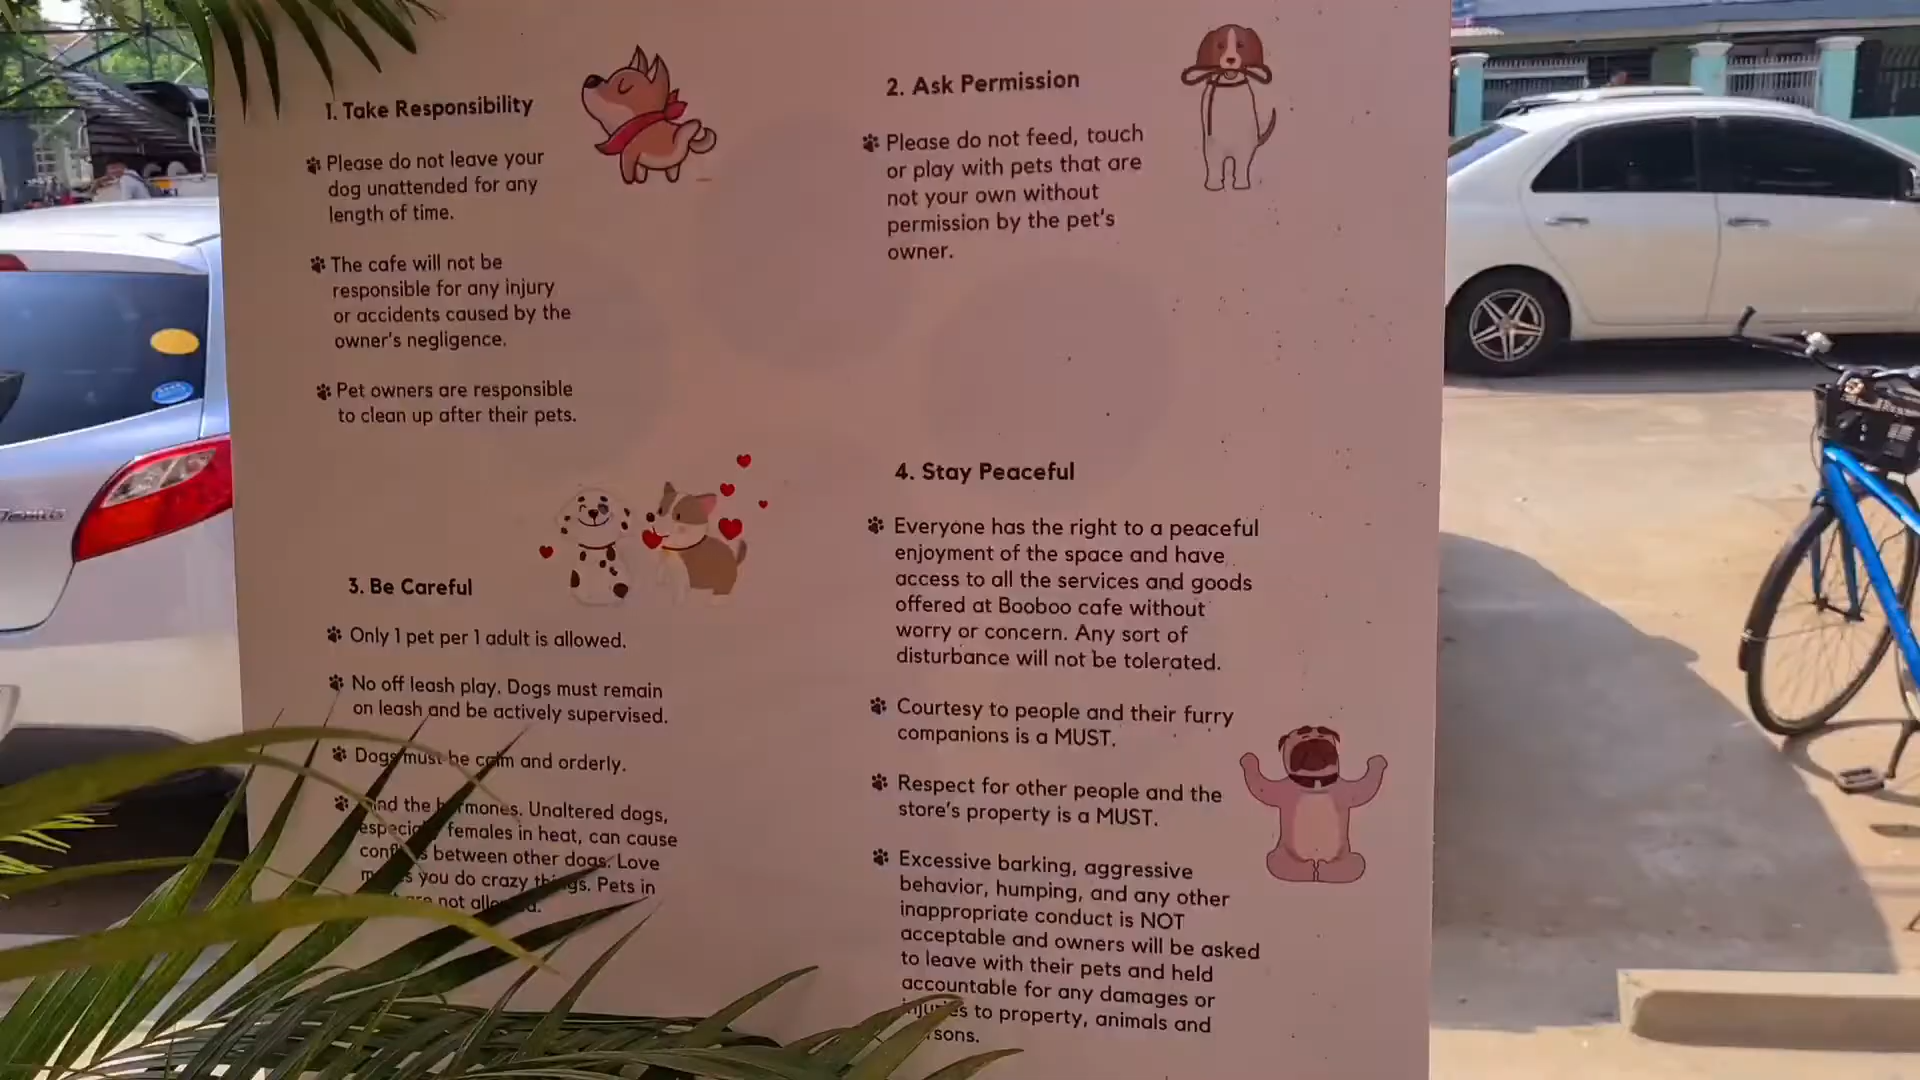 1. Take Responsibility
Please do not leave your
dog unattended for any
length of time.
The cafe will not be
responsible for any injury
or accidents caused by the
owner's negligence.
Pet owners are responsible
to clean up after their pets.
2. Ask Permission
Please do not feed, touch
or play with pets that are
not your own without
permission by the pet's
owner.
3. Be Careful
Only 1 pet per 1 adult is allowed.
No off leash play. Dogs must remain
on leash and be actively supervised.
Dogs must be calm and orderly.
the hormones. Unaltered dogs,
especially females in heat, can cause
conflicts between other dogs. Love
makes you do crazy things. Pets in
are not allowed.
4. Stay Peaceful
Everyone has the right to a peaceful
enjoyment of the space and have
access to all the services and goods
offered at Booboo cafe without
worry or concern. Any sort of
disturbance will not be tolerated.
Courtesy to people and their furry
companions is a MUST.
Respect for other people and the
store's property is a MUST.
Excessive barking, aggressive
behavior, humping, and any other
inappropriate conduct is NOT
acceptable and owners will be asked
to leave with their pets and held
accountable for any damages or
injuries to property, animals and